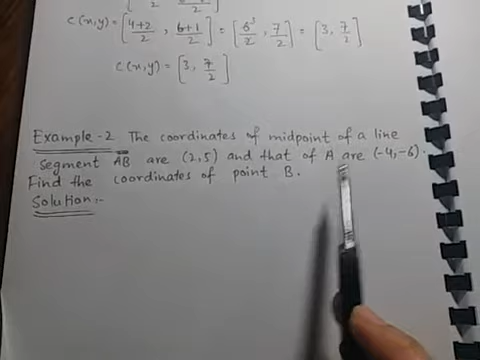 C(x,y) = [4+2/2 , 6+1/2] = [6/2 , 7/2] = [3, 7/2]
C(x,y) = [3, 7/2]
Example-2 The coordinates of midpoint of a line
segment AB are (2,5) and that of A are (-4,-6).
Find the coordinates of point B.
Solution:-